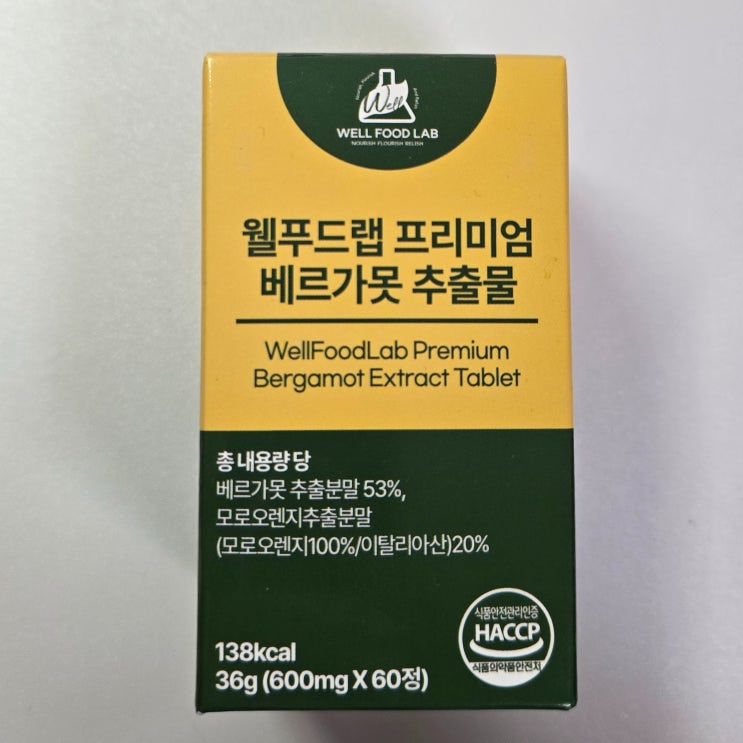 Well
WELL FOOD LAB
NOURISH FLOURISH RELISH
웰푸드랩 프리미엄
베르가못 추출물
WellFoodLab Premium
Bergamot Extract Tablet
총 내용량 당
베르가못 추출분말 53%,
모로오렌지추출분말
(모로오렌지100%/이탈리아산)20%
식품안전관리인증
HACCP
식품의약품안전처
138kcal
36g (600mg X 60정)